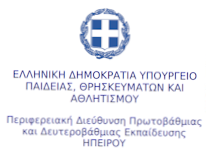 ΕΛΛΗΝΙΚΗ ΔΗΜΟΚΡΑΤΙΑ ΥΠΟΥΡΓΕΙΟ
ΠΑΙΔΕΙΑΣ, ΘΡΗΣΚΕΥΜΑΤΩΝ ΚΑΙ
ΑΘΛΗΤΙΣΜΟΥ
Περιφερειακή Διεύθυνση Πρωτοβάθμιας
και Δευτεροβάθμιας Εκπαίδευσης
ΗΠΕΙΡΟΥ